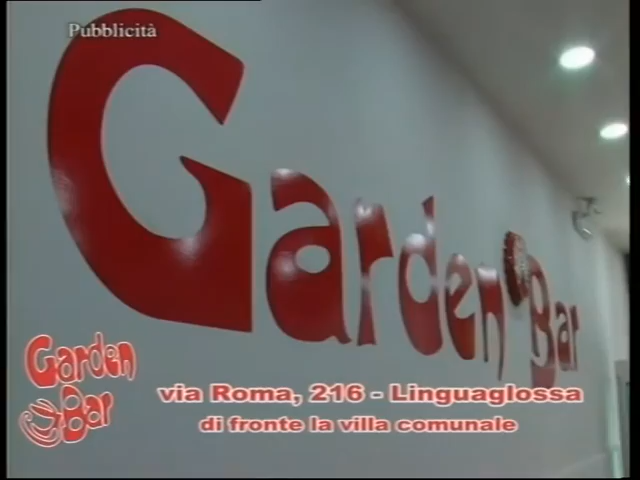 Pubblicità
Garden Bar
Garden
Bar
via Roma, 216 - Linguaglossa
di fronte la villa comunale